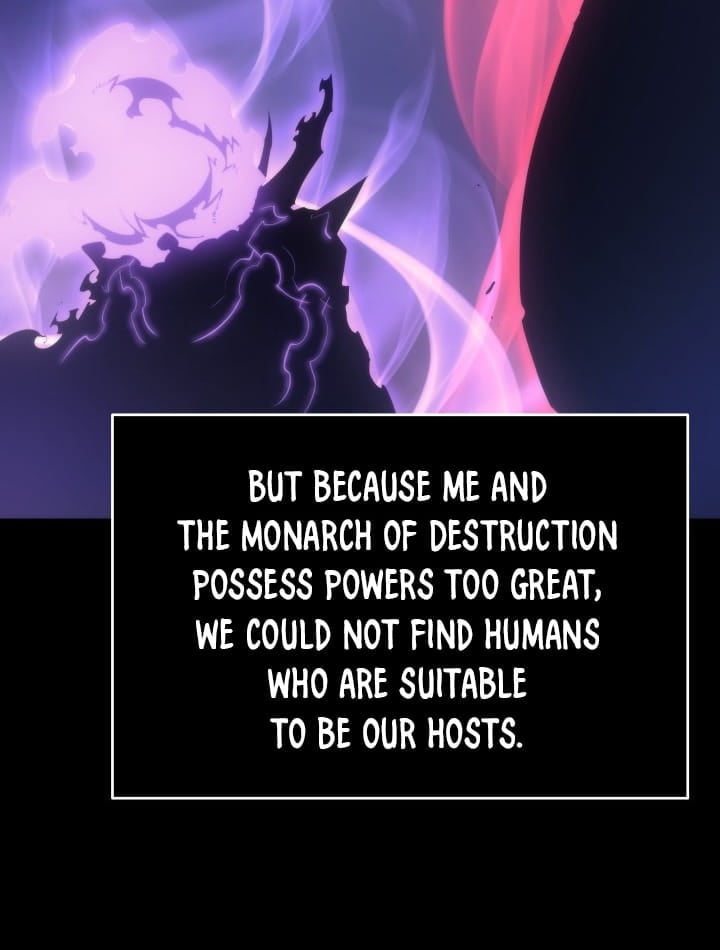 BUT BECAUSE ME AND
THE MONARCH OF DESTRUCTION
POSSESS POWERS TOO GREAT,
WE COULD NOT FIND HUMANS
WHO ARE SUITABLE
TO BE OUR HOSTS.